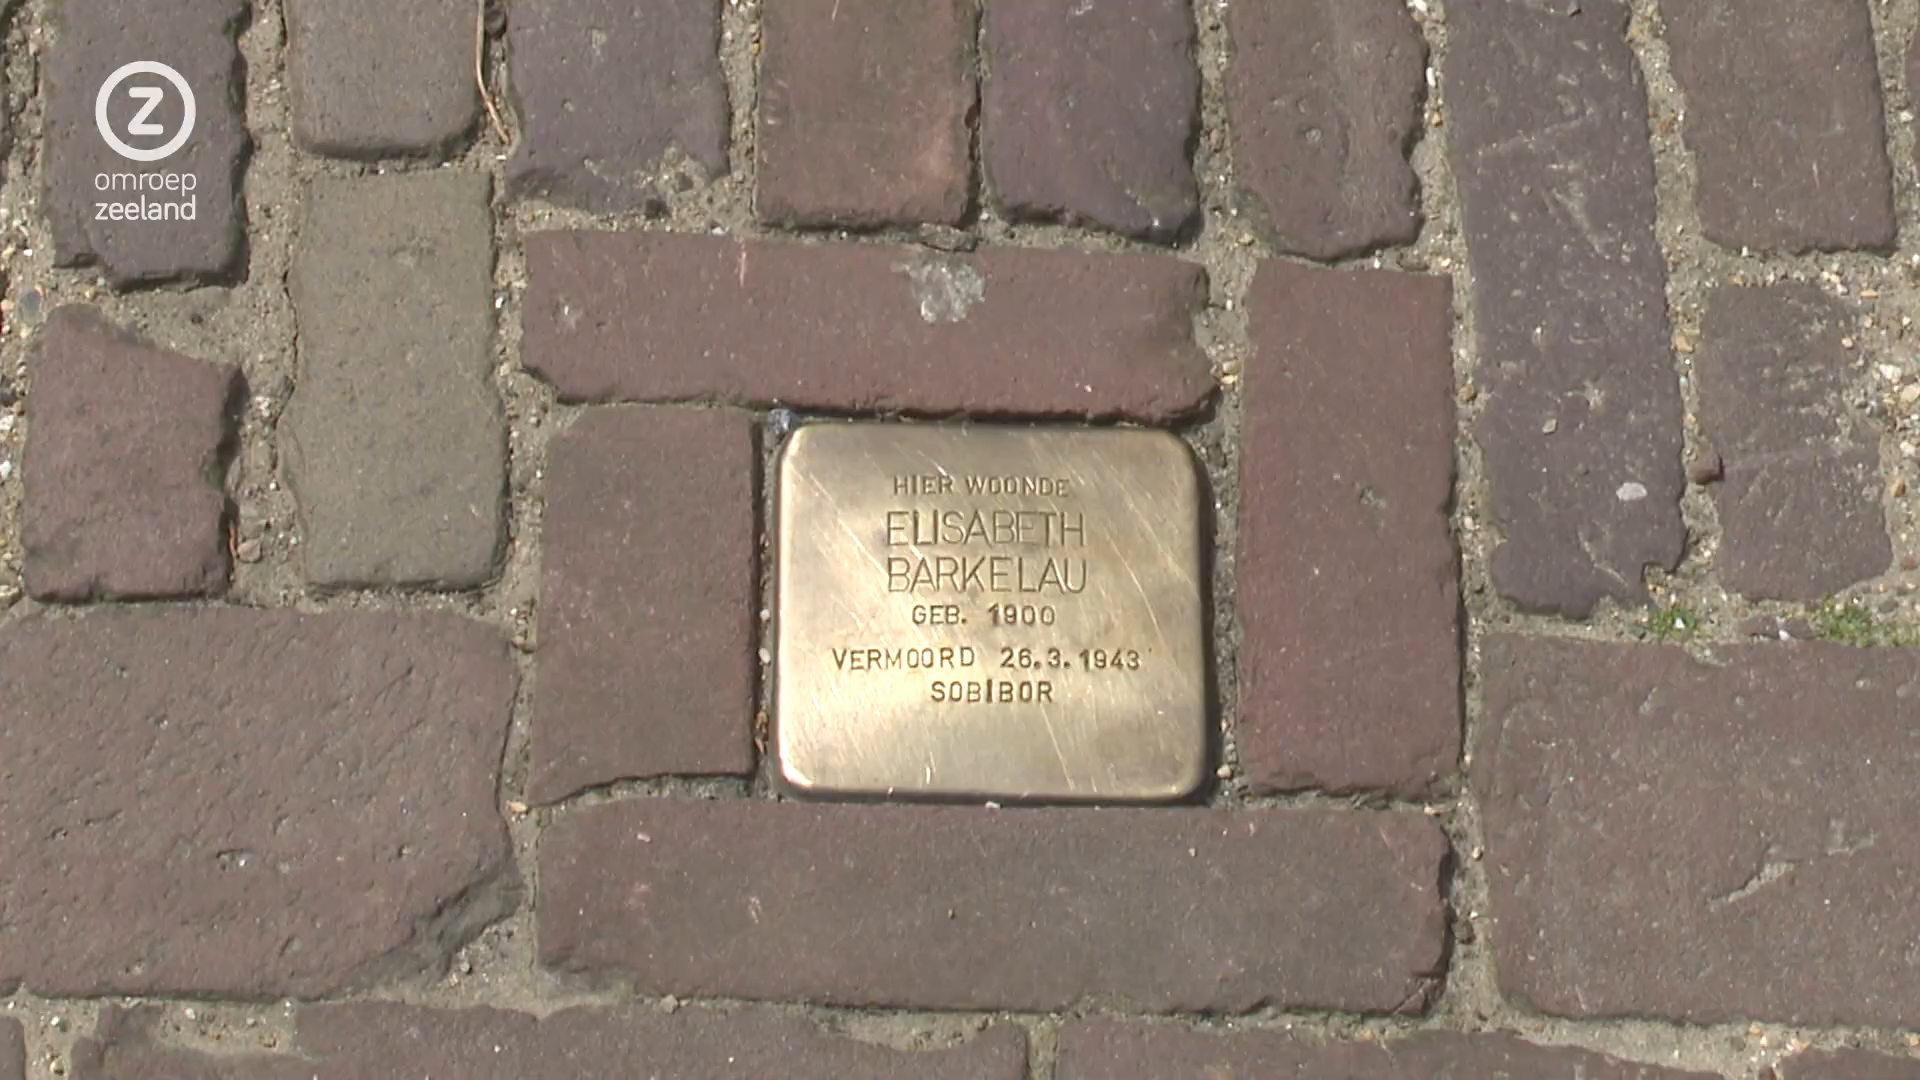 Z
omroep
zeeland
HIER WOONDE
ELISABETH
BARKELAU
GEB. 1900
VERMOORD 26.3.1943
SOBIBOR